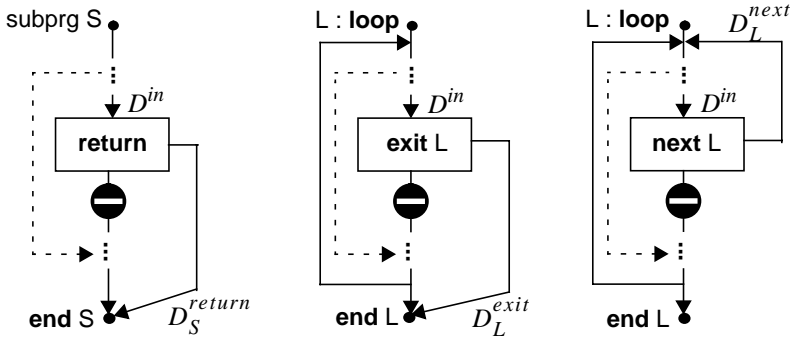 subprg S
D^{in}
return
end S
D_S^{return}
L : loop
D^{in}
exit L
end L
D_L^{exit}
L : loop
D_L^{next}
D^{in}
next L
end L